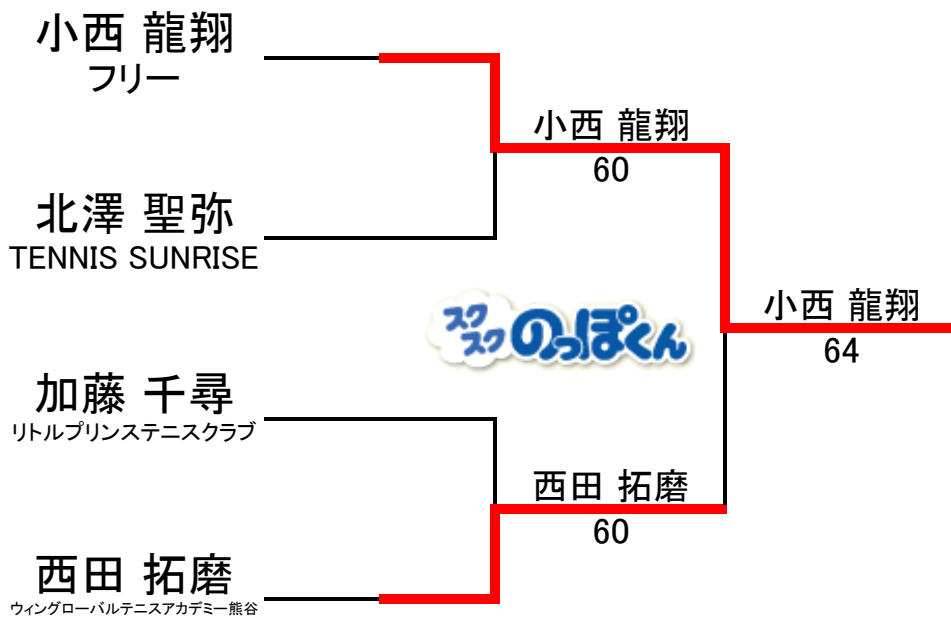 小西 龍翔
フリー
小西 龍翔
60
北澤 聖弥
TENNIS SUNRISE
スク
スク
のっぽくん
小西 龍翔
64
加藤 千尋
リトルプリンステニスクラブ
西田 拓磨
60
西田 拓磨
ウィングローバルテニスアカデミー熊谷